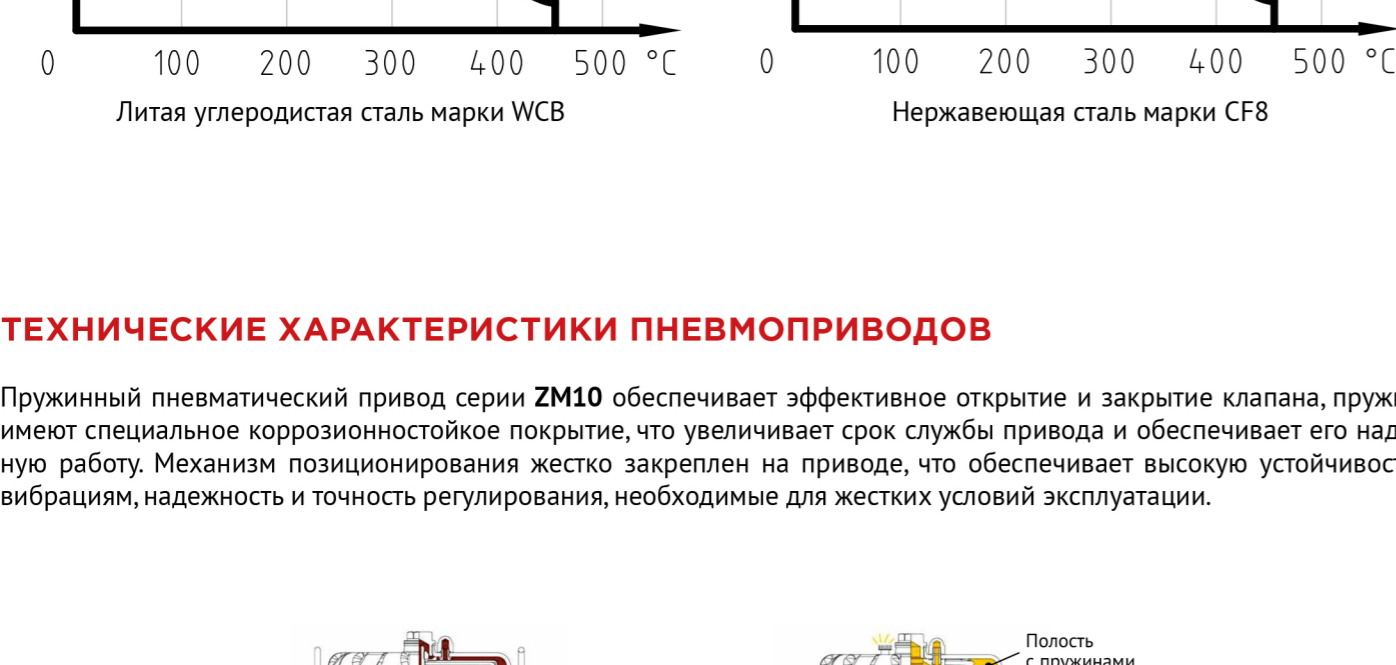 0 100 200 300 400 500 °C
0 100 200 300 400 500 °C
Литая углеродистая сталь марки WCB
Нержавеющая сталь марки CF8
ТЕХНИЧЕСКИЕ ХАРАКТЕРИСТИКИ ПНЕВМОПРИВОДОВ
Пружинный пневматический привод серии ZM10 обеспечивает эффективное открытие и закрытие клапана, пруж
имеют специальное коррозионностойкое покрытие, что увеличивает срок службы привода и обеспечивает его над
ную работу. Механизм позиционирования жестко закреплен на приводе, что обеспечивает высокую устойчивос
вибрациям, надежность и точность регулирования, необходимые для жестких условий эксплуатации.
Полость
с пружинами